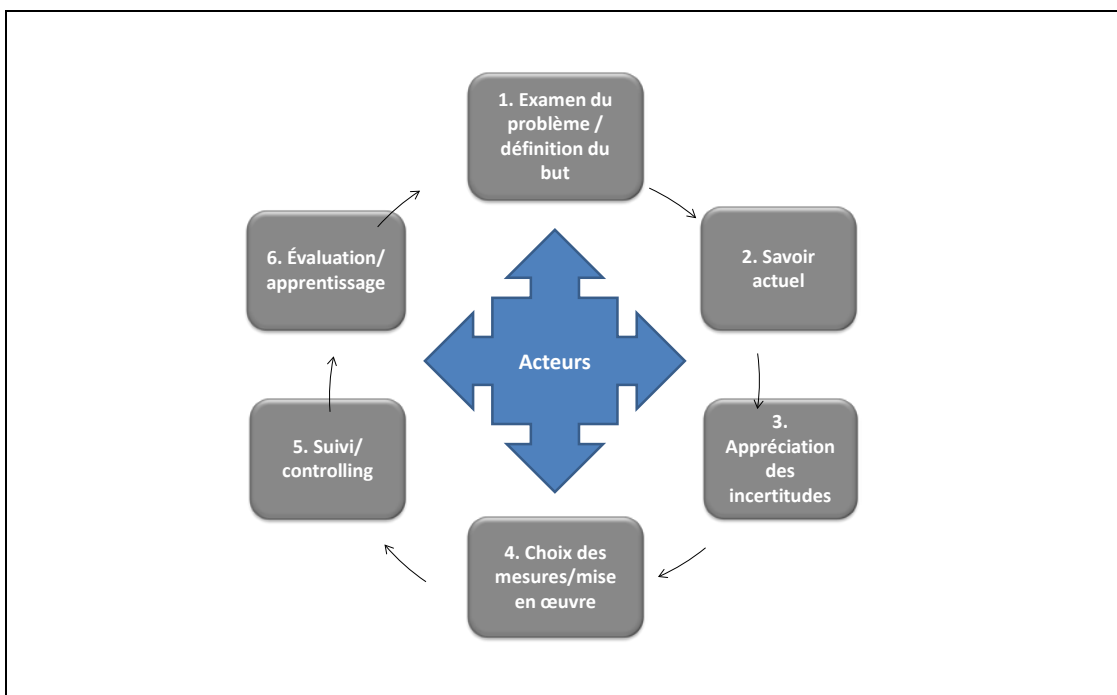 1. Examen du
problème /
définition du
but
2. Savoir
actuel
3.
Appréciation
des
incertitudes
4. Choix des
mesures/mise
en œuvre
5. Suivi/
controlling
6. Évaluation/
apprentissage
Acteurs